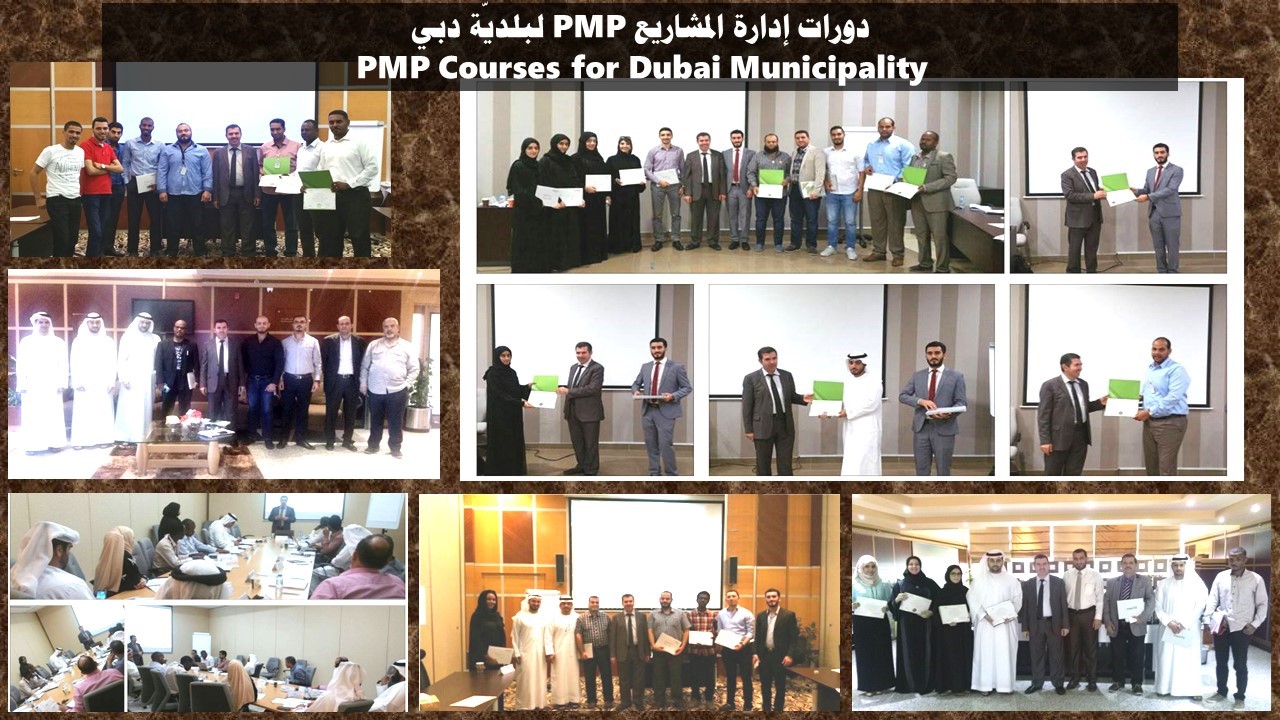 دورات إدارة المشاريع PMP لبلديّة دبي
PMP Courses for Dubai Municipality